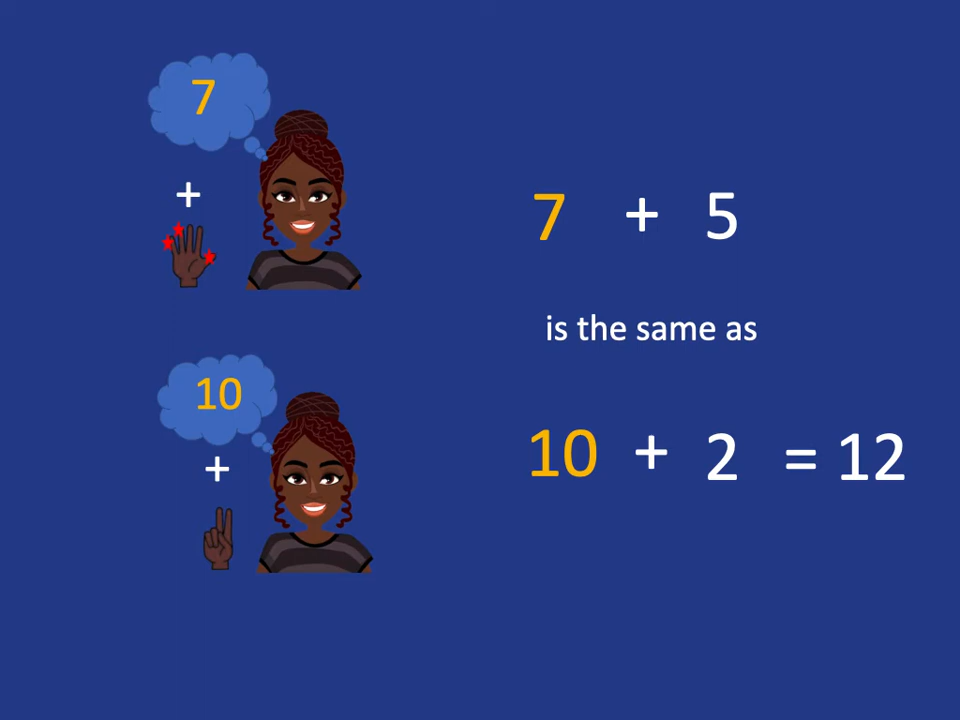 7
+
7 + 5
is the same as
10
+
10 + 2 = 12